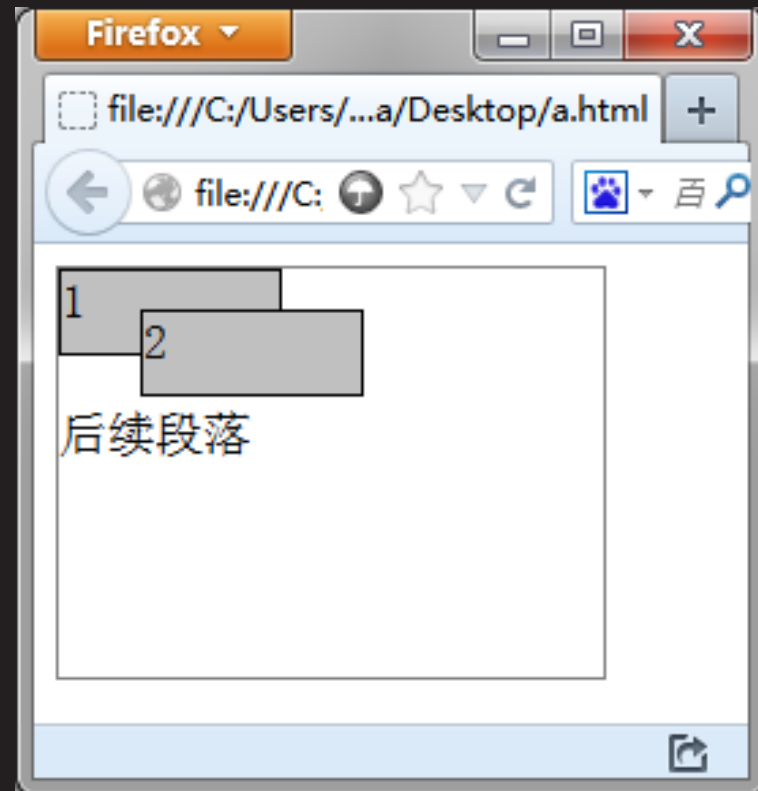 Firefox
file:///C:/Users/...a/Desktop/a.html
file:///C:
百
1
2
后续段落